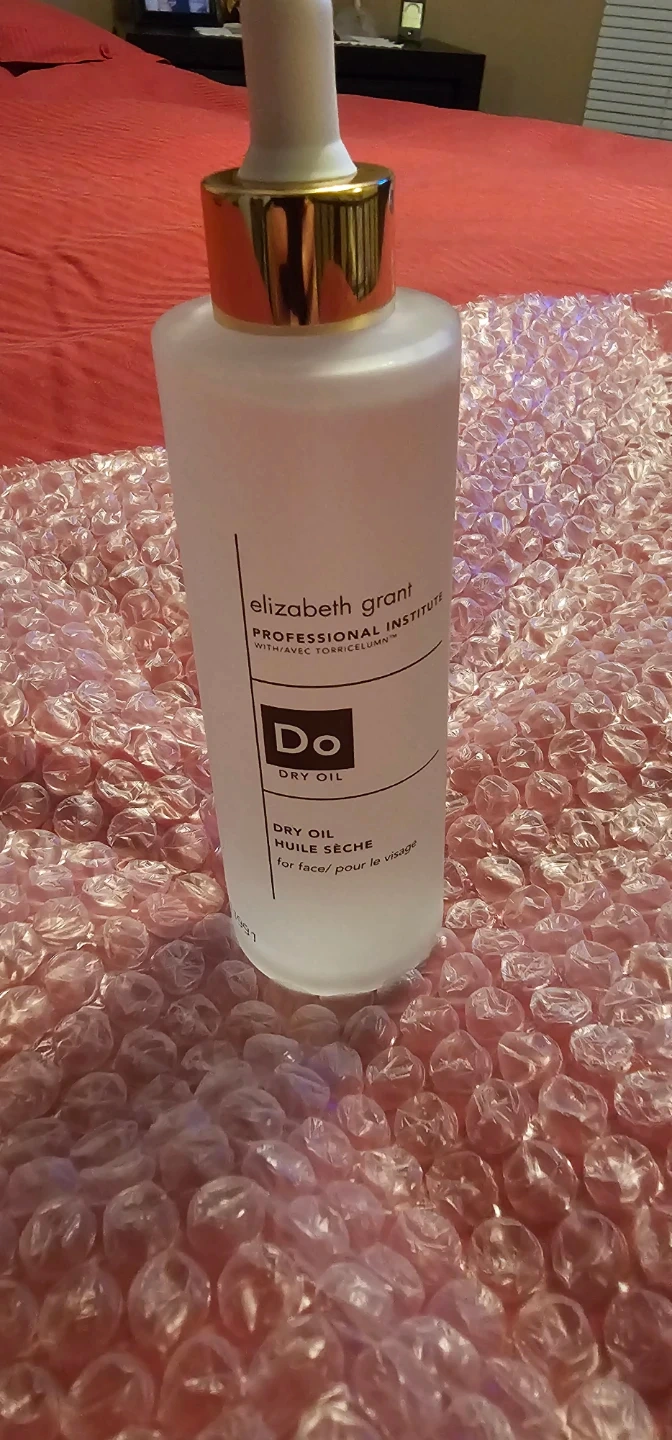 elizabeth grant
PROFESSIONAL INSTITUTE
WITH/AVEC TORRICELUMN™
Do
DRY OIL
DRY OIL
HUILE SÈCHE
for face/ pour le visage